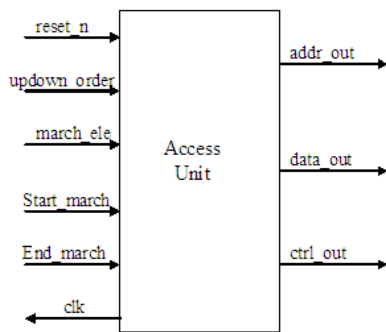 reset_n
updown_order
march_ele
Start_march
End_march
clk
Access
Unit
addr_out
data_out
ctrl_out